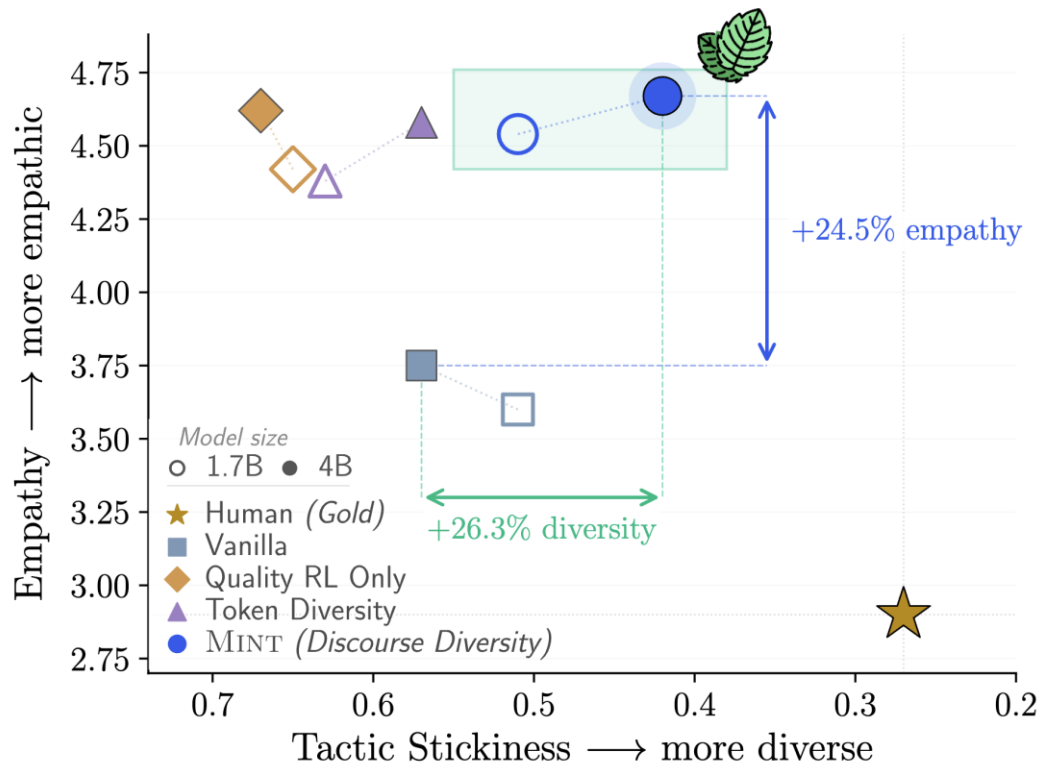 Empathy ⟶ more empathic
4.75
4.50
4.25
4.00
3.75
3.50
3.25
3.00
2.75
+24.5% empathy
+26.3% diversity
Model size
1.7B 4B
Human (Gold)
Vanilla
Quality RL Only
Token Diversity
MINT (Discourse Diversity)
0.7 0.6 0.5 0.4 0.3 0.2
Tactic Stickiness ⟶ more diverse